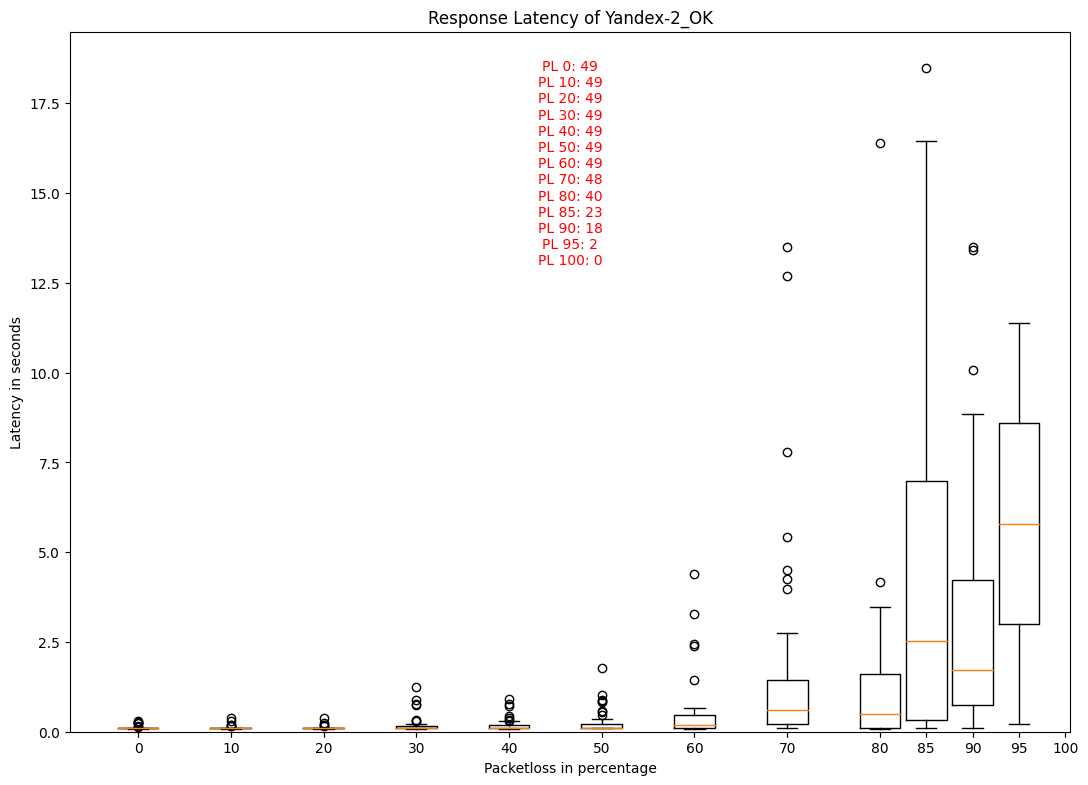 Response Latency of Yandex-2_OK
PL 0: 49
PL 10: 49
PL 20: 49
PL 30: 49
PL 40: 49
PL 50: 49
PL 60: 49
PL 70: 48
PL 80: 40
PL 85: 23
PL 90: 18
PL 95: 2
PL 100: 0
Latency in seconds
17.5
15.0
12.5
10.0
7.5
5.0
2.5
0.0
0 10 20 30 40 50 60 70 80 85 90 95 100
Packetloss in percentage